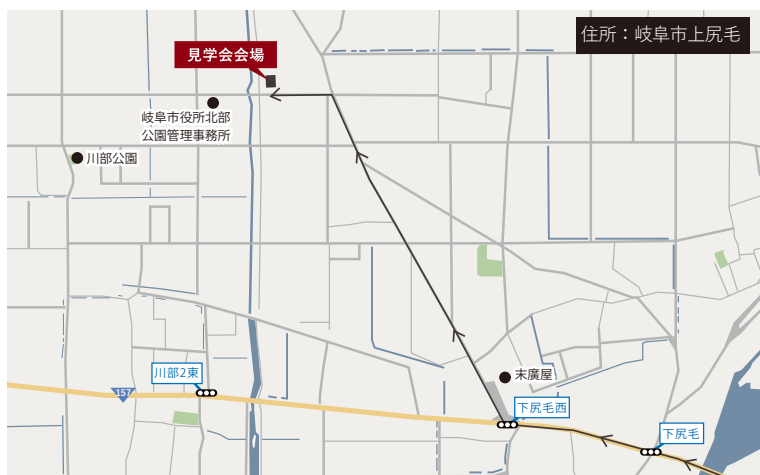 住所：岐阜市上尻毛
見学会会場
岐阜市役所北部
公園管理事務所
川部公園
川部2東
157
末廣屋
下尻毛西
下尻毛